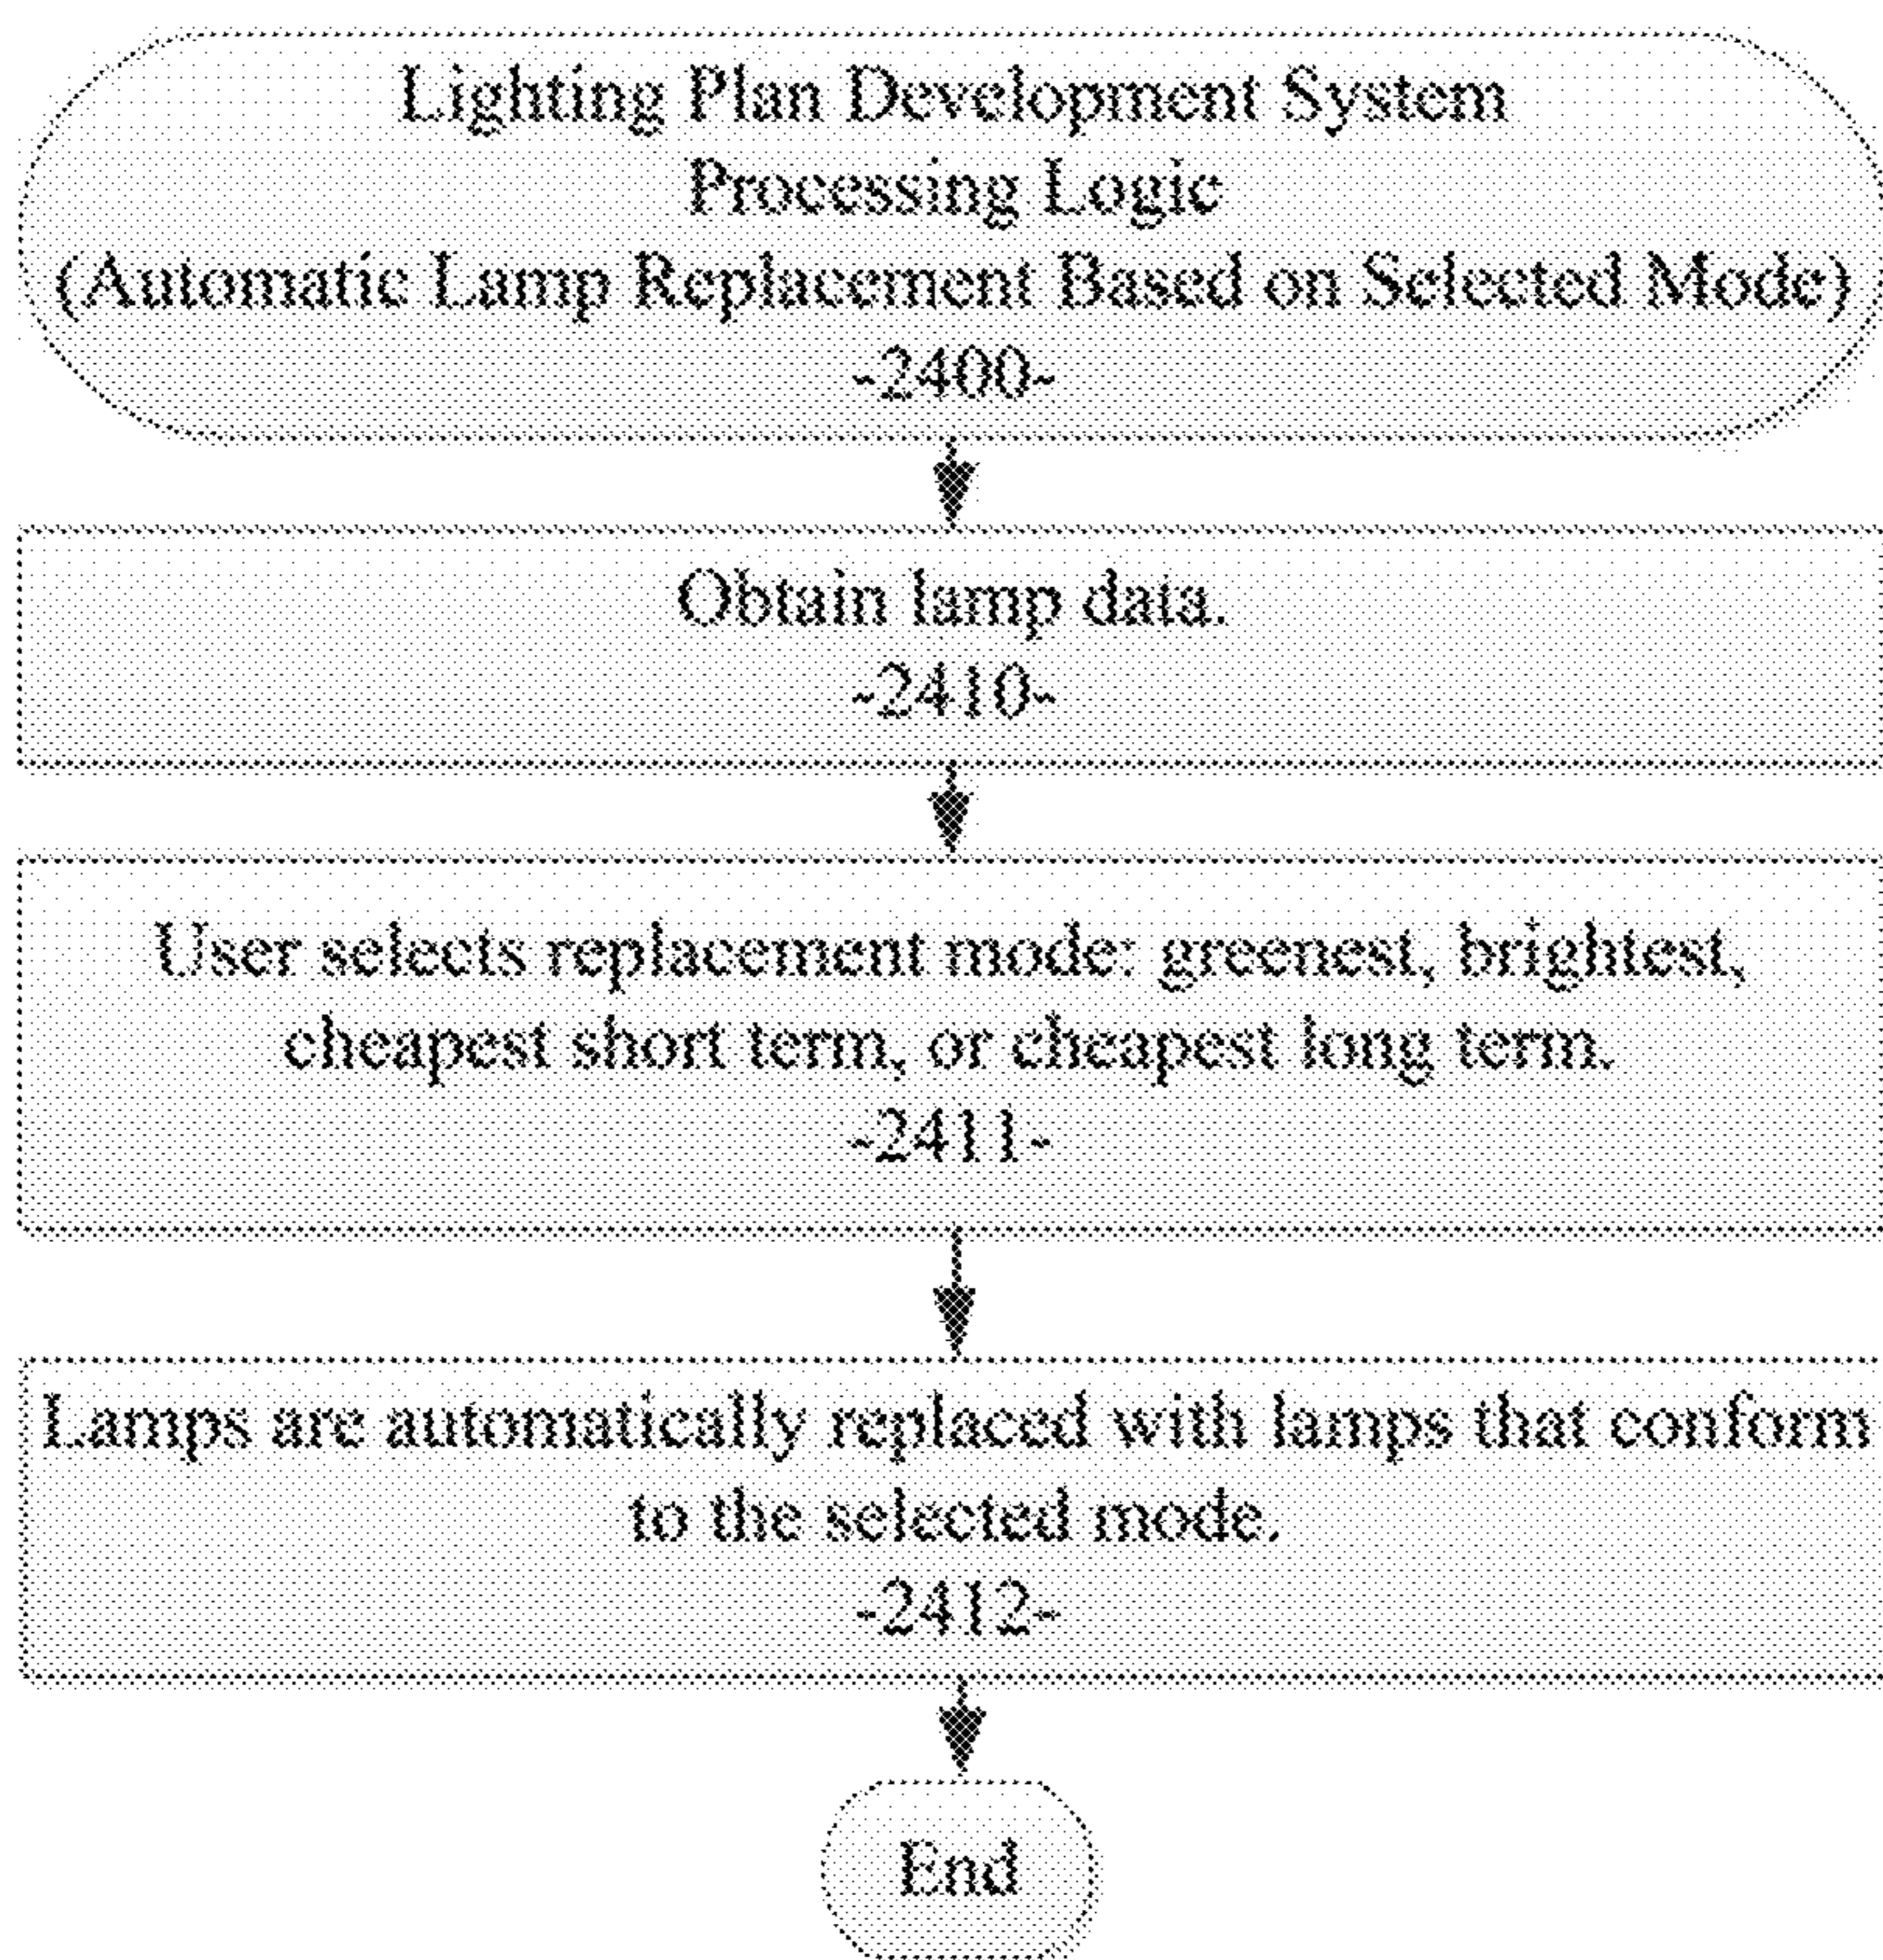 Lighting Plan Development System
Processing Logic
(Automatic Lamp Replacement Based on Selected Mode)
-2400-
Obtain lamp data.
-2410-
User selects replacement mode: greenest, brightest,
cheapest short term, or cheapest long term.
-2411-
Lamps are automatically replaced with lamps that conform
to the selected mode.
-2412-
End